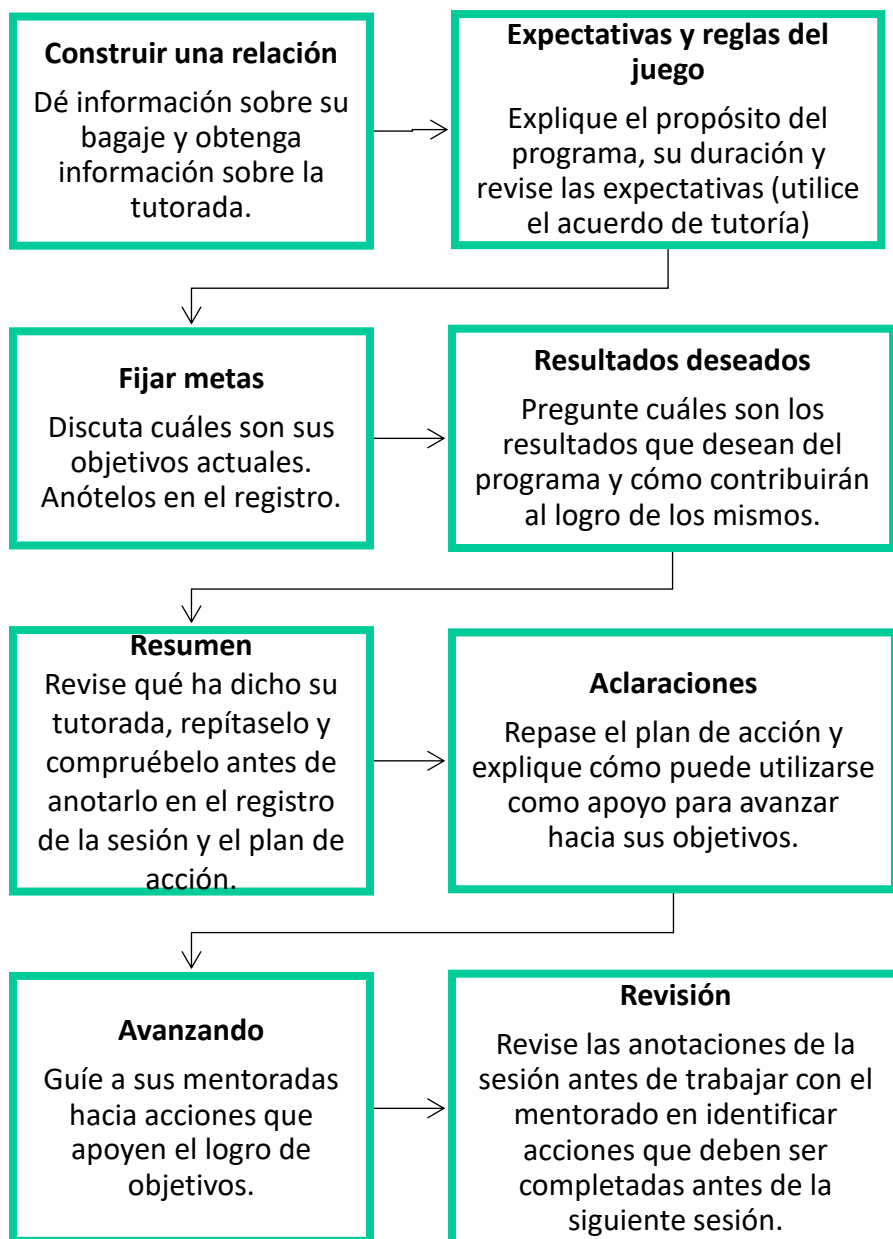 Construir una relación
Dé información sobre su
bagaje y obtenga
información sobre la
tutorada.
Expectativas y reglas del
juego
Explique el propósito del
programa, su duración y
revise las expectativas (utilice
el acuerdo de tutoría)
Fijar metas
Discuta cuáles son sus
objetivos actuales.
Anótelos en el registro.
Resultados deseados
Pregunte cuáles son los
resultados que desean del
programa y cómo contribuirán
al logro de los mismos.
Resumen
Revise qué ha dicho su
tutorada, repítaselo y
compruébelo antes de
anotarlo en el registro
de la sesión y el plan de
acción.
Aclaraciones
Repase el plan de acción y
explique cómo puede utilizarse
como apoyo para avanzar
hacia sus objetivos.
Avanzando
Guíe a sus mentoradas
hacia acciones que
apoyen el logro de
objetivos.
Revisión
Revise las anotaciones de la
sesión antes de trabajar con el
mentorado en identificar
acciones que deben ser
completadas antes de la
siguiente sesión.